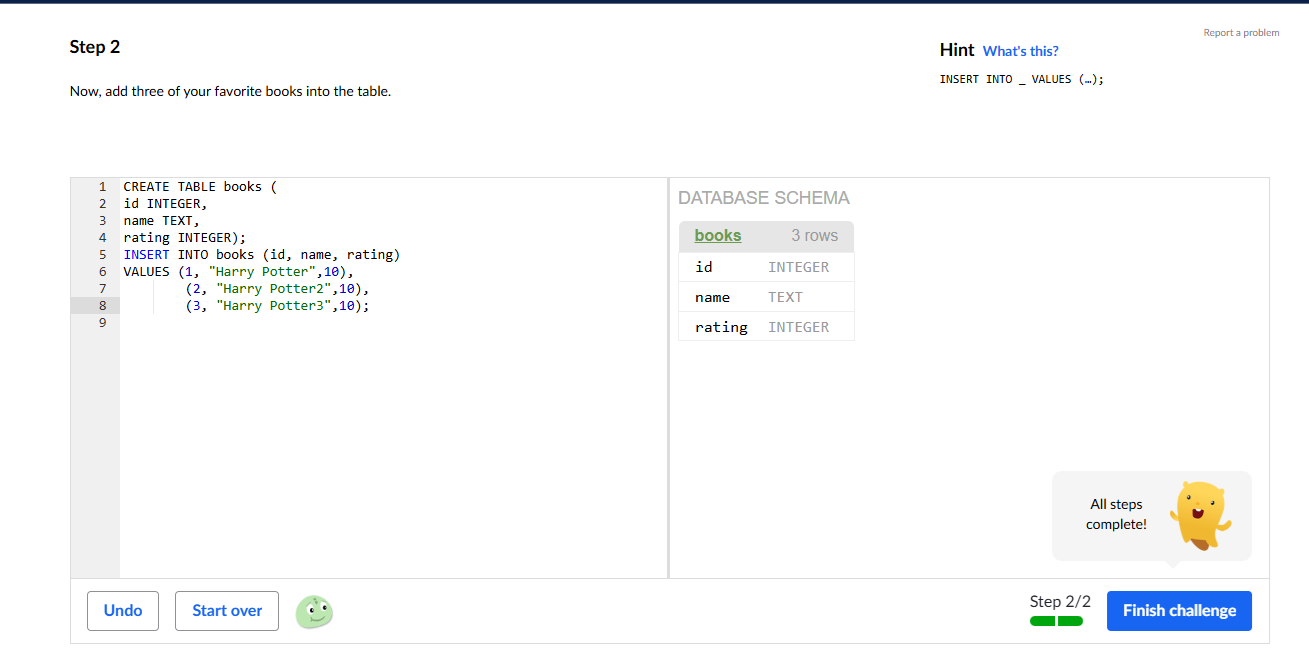 Report a problem
Step 2
Hint What's this?
INSERT INTO _ VALUES (…);
Now, add three of your favorite books into the table.
1 CREATE TABLE books (
2 id INTEGER,
3 name TEXT,
4 rating INTEGER);
5 INSERT INTO books (id, name, rating)
6 VALUES (1, "Harry Potter",10),
7 (2, "Harry Potter2",10),
8 (3, "Harry Potter3",10);
9
DATABASE SCHEMA
books 3 rows
id INTEGER
name TEXT
rating INTEGER
All steps
complete!
Undo
Start over
Step 2/2
Finish challenge